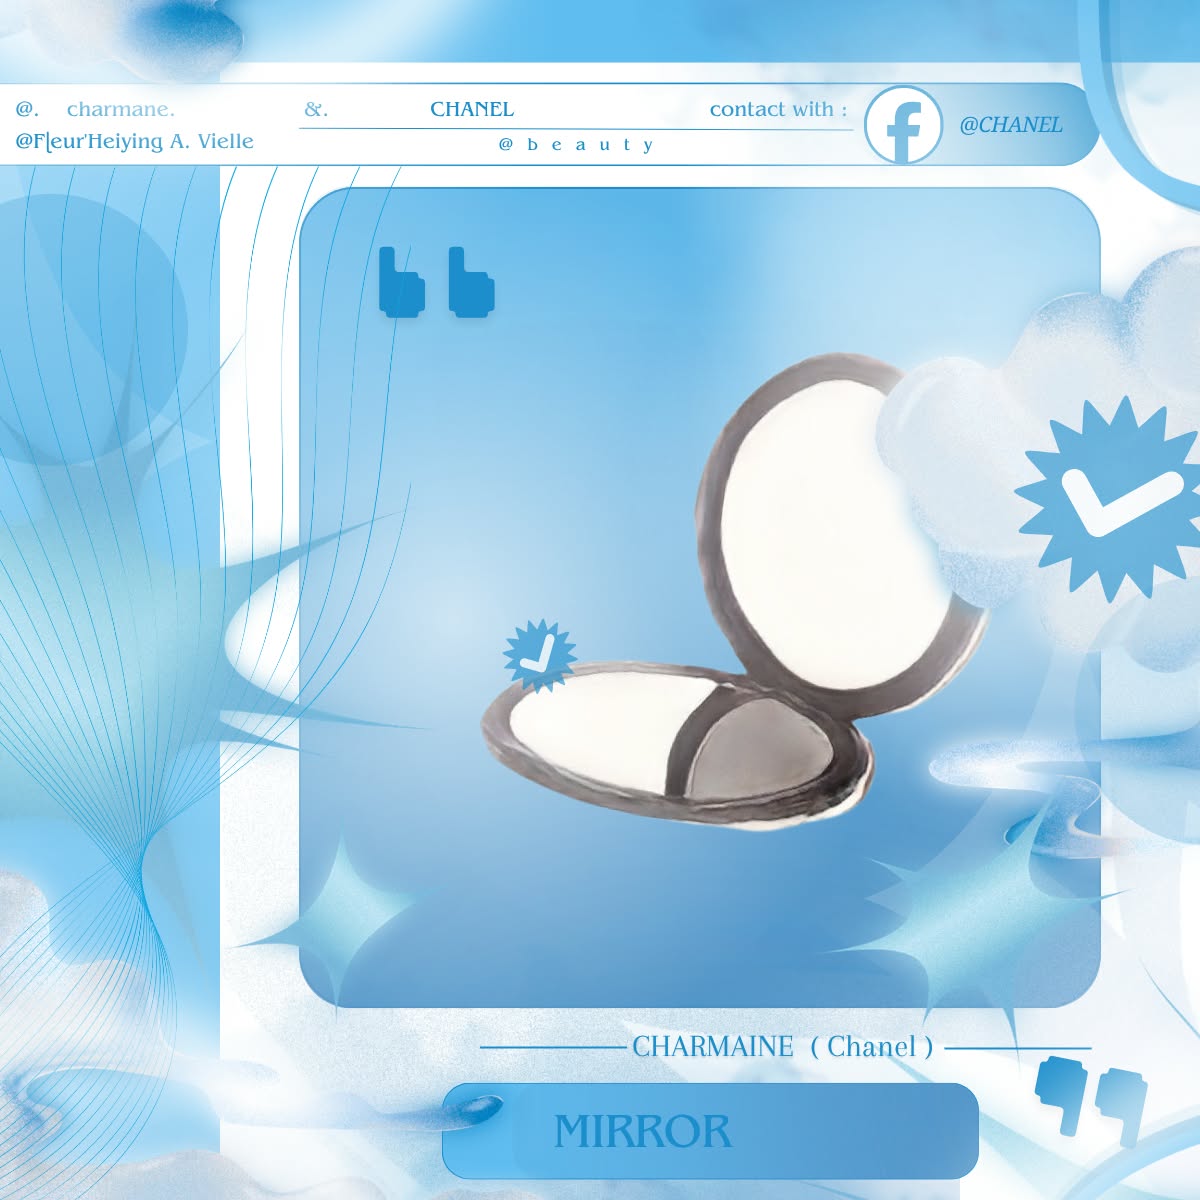 @. charmane. &. CHANEL contact with :
@Fleur'Heiying A. Vielle @ b e a u t y
@CHANEL
CHARMAINE ( Chanel )
MIRROR